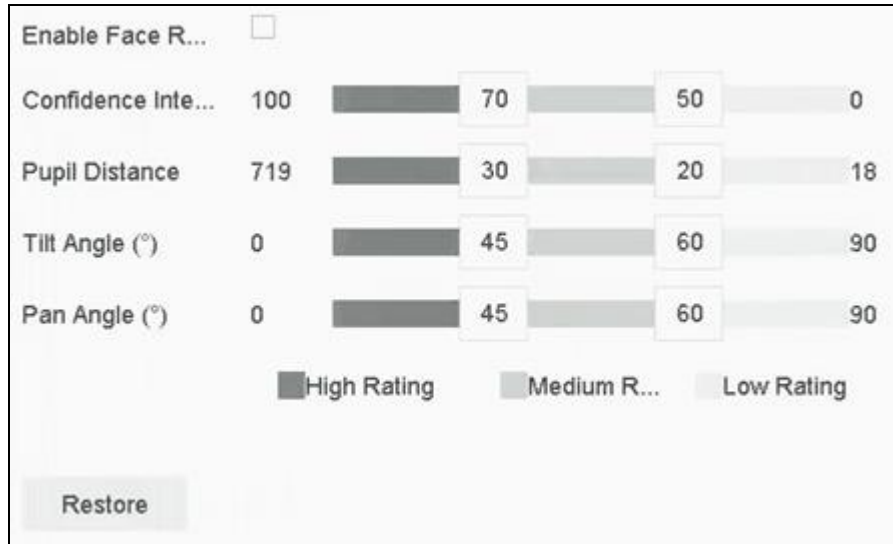 Enable Face R...
Confidence Inte... 100 70 50 0
Pupil Distance 719 30 20 18
Tilt Angle (°) 0 45 60 90
Pan Angle (°) 0 45 60 90
High Rating Medium R... Low Rating
Restore